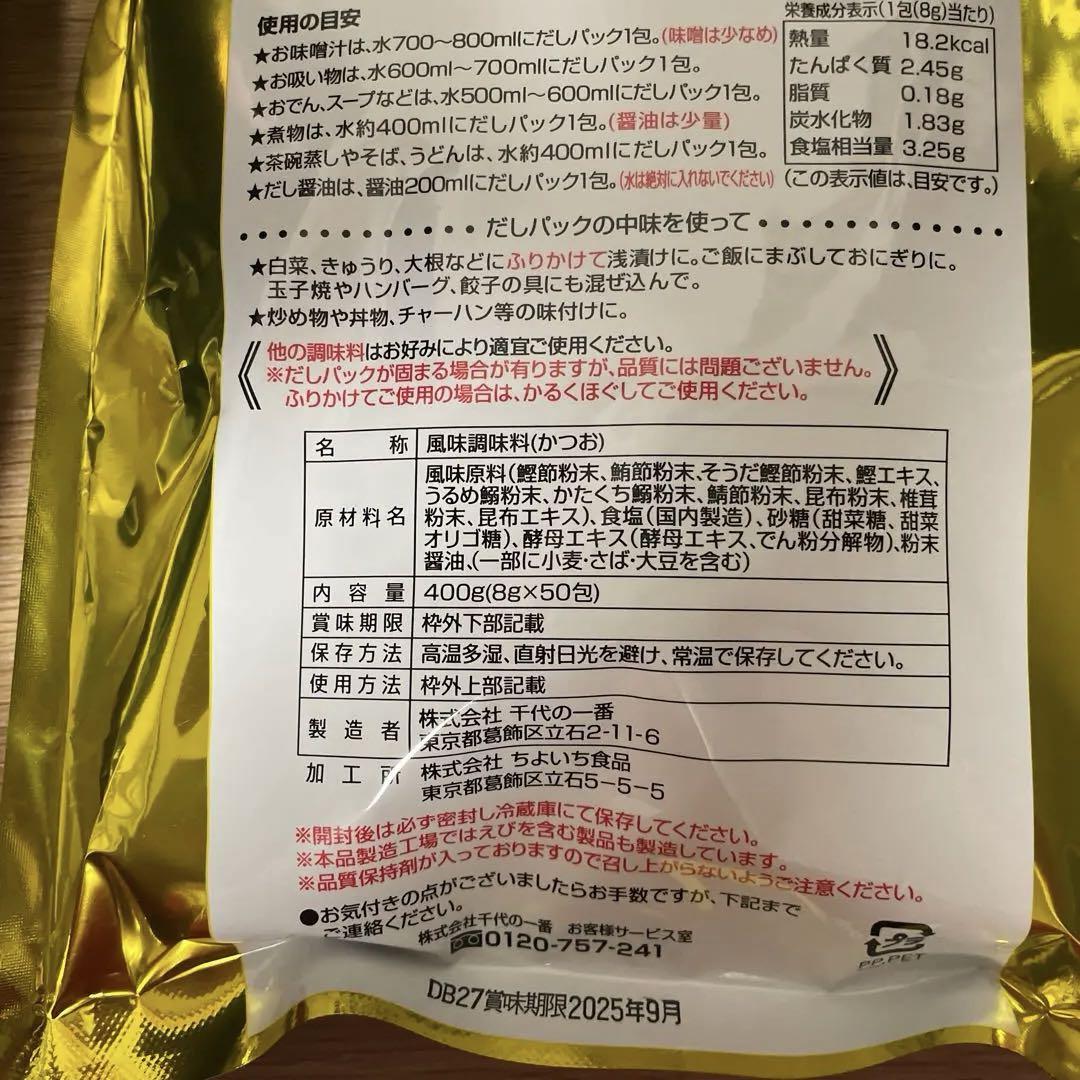 使用の目安
★お味噌汁は、水700〜800mlにだしパック1包。(味噌は少なめ)
★お吸い物は、水600ml〜700mlにだしパック1包。
★おでん、スープなどは、水500ml〜600mlにだしパック1包。
★煮物は、水約400mlにだしパック1包。(醤油は少量)
★茶碗蒸しやそば、うどんは、水約400mlにだしパック1包。
★だし醤油は、醤油200mlにだしパック1包。(水は絶対に入れないでください)
栄養成分表示(1包(8g)当たり)
熱量 18.2kcal
たんぱく質 2.45g
脂質 0.18g
炭水化物 1.83g
食塩相当量 3.25g
(この表示値は、目安です。)
だしパックの中味を使って
★白菜、きゅうり、大根などにふりかけて浅漬けに。ご飯にまぶしておにぎりに。
玉子焼やハンバーグ、餃子の具にも混ぜ込んで。
★炒め物や丼物、チャーハン等の味付けに。
他の調味料はお好みにより適宜ご使用ください。
※だしパックが固まる場合が有りますが、品質には問題ございません。
ふりかけてご使用の場合は、かるくほぐしてご使用ください。
名称 風味調味料(かつお)
原材料名 風味原料(鰹節粉末、鮪節粉末、そうだ鰹節粉末、鰹エキス、
うるめ鰯粉末、かたくち鰯粉末、鯖節粉末、昆布粉末、椎茸
粉末、昆布エキス)、食塩(国内製造)、砂糖(甜菜糖、甜菜
オリゴ糖)、酵母エキス(酵母エキス、でん粉分解物)、粉末
醤油、(一部に小麦・さば・大豆を含む)
内容量 400g(8g×50包)
賞味期限 枠外下部記載
保存方法 高温多湿、直射日光を避け、常温で保存してください。
使用方法 枠外上部記載
製造者 株式会社 千代の一番
東京都葛飾区立石2-11-6
加工所 株式会社 ちよいち食品
東京都葛飾区立石5-5-5
※開封後は必ず密封し冷蔵庫にて保存してください。
※本品製造工場ではえびを含む製品も製造しています。
※品質保持剤が入っておりますので召し上がらないようご注意ください。
●お気付きの点がございましたらお手数ですが、下記まで
ご連絡ください。
株式会社千代の一番 お客様サービス室
0120-757-241
プラ
PP,PET
DB27賞味期限2025年9月